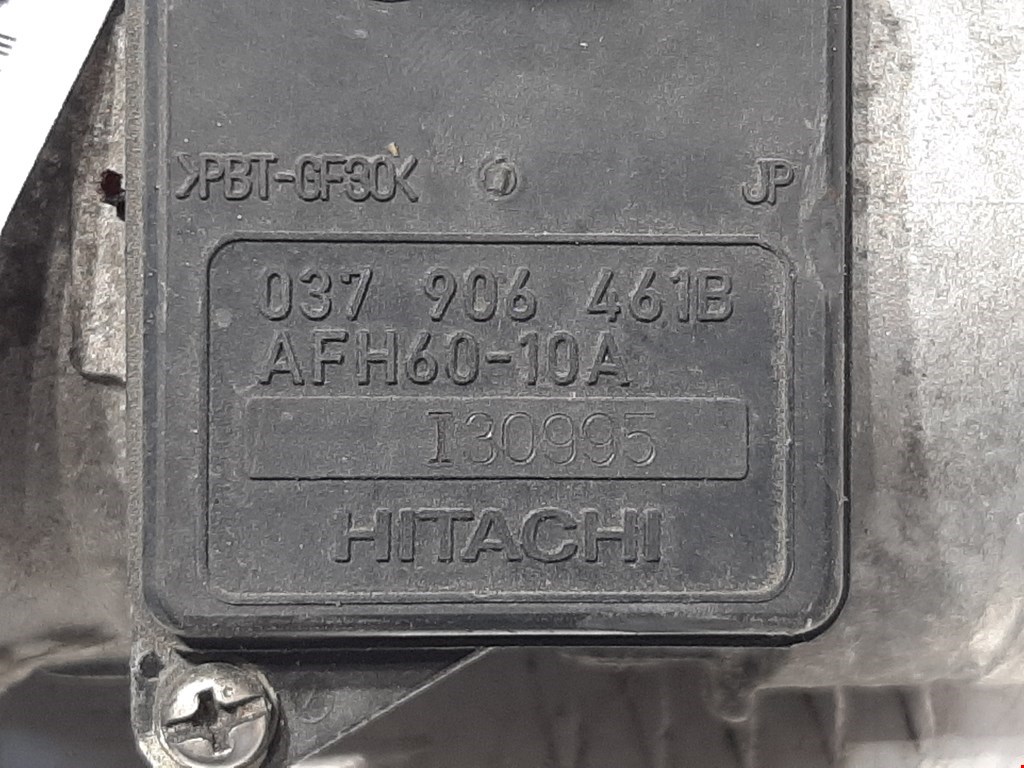 >PBT-GF30< JP
037 906 461B
AFH60-10A
I30995
HITACHI